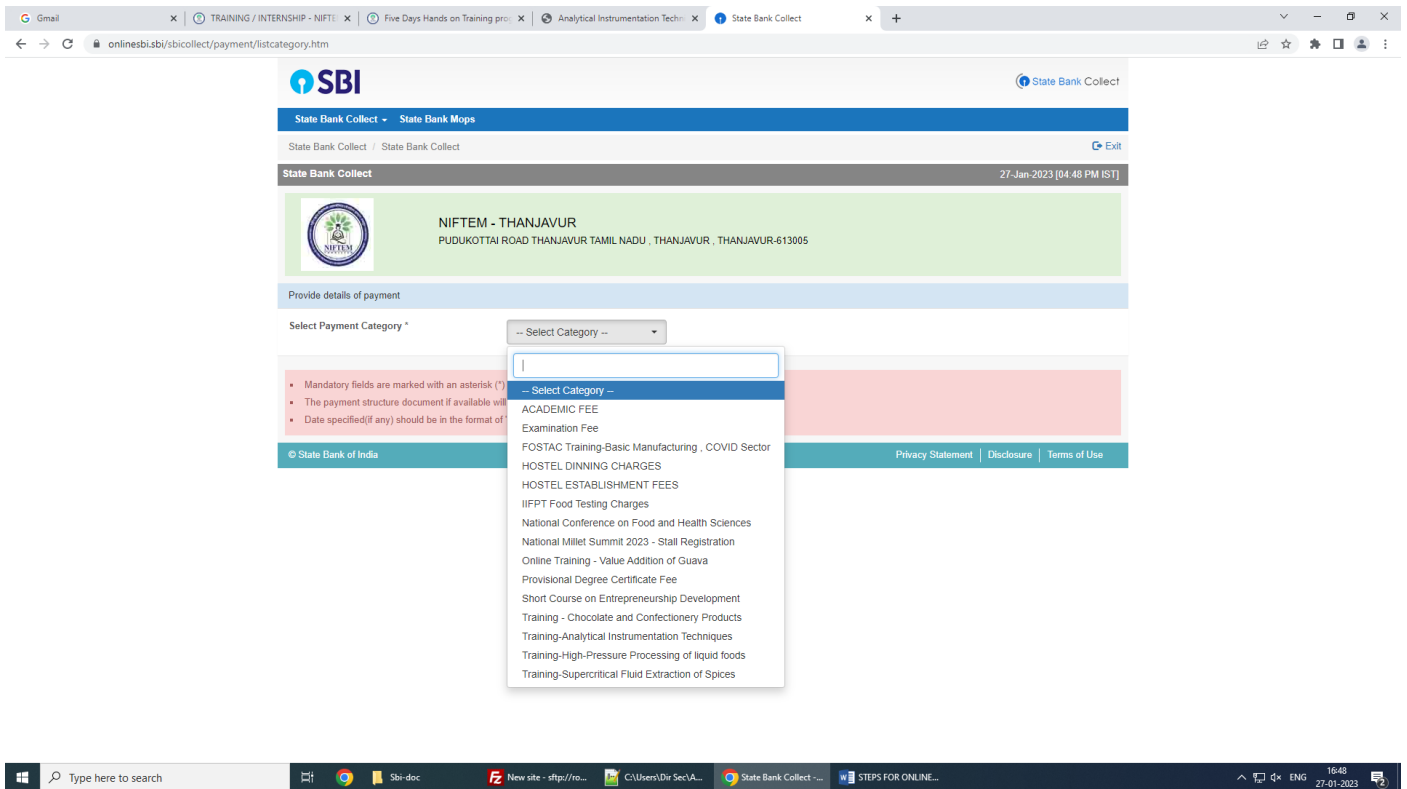 Gmail
TRAINING / INTERNSHIP - NIFTE
Five Days Hands on Training prog
Analytical Instrumentation Techn
State Bank Collect
onlinesbi.sbi/sbicollect/payment/listcategory.htm
SBI
State Bank Collect
State Bank Collect State Bank Mops
State Bank Collect / State Bank Collect
Exit
State Bank Collect
27-Jan-2023 [04:48 PM IST]
NIFTEM
NIFTEM - THANJAVUR
PUDUKOTTAI ROAD THANJAVUR TAMIL NADU , THANJAVUR , THANJAVUR-613005
Provide details of payment
Select Payment Category *
-- Select Category --
Mandatory fields are marked with an asterisk (*)
The payment structure document if available will
Date specified(if any) should be in the format of
-- Select Category --
ACADEMIC FEE
Examination Fee
FOSTAC Training-Basic Manufacturing , COVID Sector
HOSTEL DINNING CHARGES
HOSTEL ESTABLISHMENT FEES
IIFPT Food Testing Charges
National Conference on Food and Health Sciences
National Millet Summit 2023 - Stall Registration
Online Training - Value Addition of Guava
Provisional Degree Certificate Fee
Short Course on Entrepreneurship Development
Training - Chocolate and Confectionery Products
Training-Analytical Instrumentation Techniques
Training-High-Pressure Processing of liquid foods
Training-Supercritical Fluid Extraction of Spices
© State Bank of India
Privacy Statement | Disclosure | Terms of Use
Type here to search
Sbi-doc
New site - sftp://ro...
C:\Users\Dir Sec\A...
State Bank Collect -...
STEPS FOR ONLINE...
ENG
16:48
27-01-2023
2